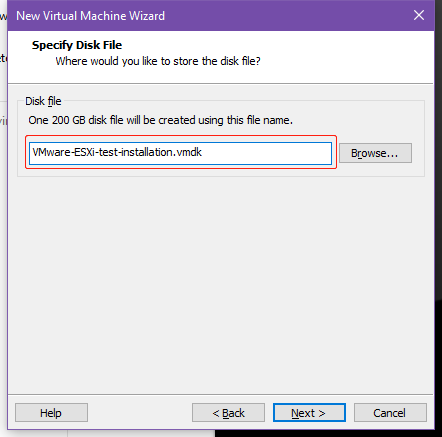 New Virtual Machine Wizard
Specify Disk File
Where would you like to store the disk file?
Disk file
One 200 GB disk file will be created using this file name.
VMware-ESXi-test-installation.vmdk
Browse...
Help
< Back
Next >
Cancel